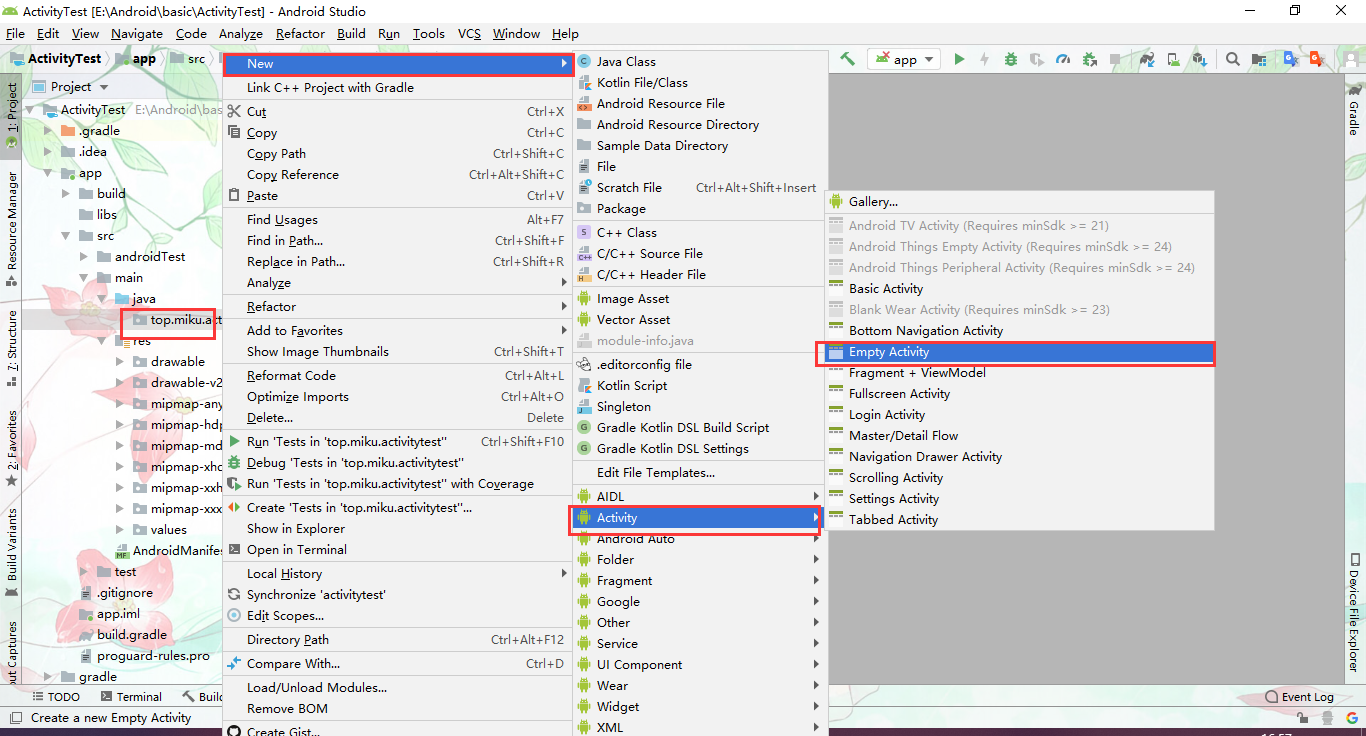 ActivityTest [E:\Android\basic\ActivityTest] - Android Studio
File Edit View Navigate Code Analyze Refactor Build Run Tools VCS Window Help
ActivityTest app src
app
Project
ActivityTest E:\Android\bas
.gradle
.idea
app
build
libs
src
androidTest
main
java
top.miku.act
res
drawable
drawable-v2
mipmap-any
mipmap-hdp
mipmap-md
mipmap-xhc
mipmap-xxh
mipmap-xxx
values
AndroidManifes
test
.gitignore
app.iml
build.gradle
proguard-rules.pro
gradle
1: Project
Resource Manager
7: Structure
2: Favorites
Build Variants
out Captures
New
Link C++ Project with Gradle
Cut Ctrl+X
Copy Ctrl+C
Copy Path Ctrl+Shift+C
Copy Reference Ctrl+Alt+Shift+C
Paste Ctrl+V
Find Usages Alt+F7
Find in Path... Ctrl+Shift+F
Replace in Path... Ctrl+Shift+R
Analyze
Refactor
Add to Favorites
Show Image Thumbnails Ctrl+Shift+T
Reformat Code Ctrl+Alt+L
Optimize Imports Ctrl+Alt+O
Delete... Delete
Run 'Tests in 'top.miku.activitytest'' Ctrl+Shift+F10
Debug 'Tests in 'top.miku.activitytest''
Run 'Tests in 'top.miku.activitytest'' with Coverage
Create 'Tests in 'top.miku.activitytest''...
Show in Explorer
Open in Terminal
Local History
Synchronize 'activitytest'
Edit Scopes...
Directory Path Ctrl+Alt+F12
Compare With... Ctrl+D
Load/Unload Modules...
Remove BOM
Create Gist...
Java Class
Kotlin File/Class
Android Resource File
Android Resource Directory
Sample Data Directory
File
Scratch File Ctrl+Alt+Shift+Insert
Package
C++ Class
C/C++ Source File
C/C++ Header File
Image Asset
Vector Asset
module-info.java
.editorconfig file
Kotlin Script
Singleton
Gradle Kotlin DSL Build Script
Gradle Kotlin DSL Settings
Edit File Templates...
AIDL
Activity
Android Auto
Folder
Fragment
Google
Other
Service
UI Component
Wear
Widget
XML
Gallery...
Android TV Activity (Requires minSdk >= 21)
Android Things Empty Activity (Requires minSdk >= 24)
Android Things Peripheral Activity (Requires minSdk >= 24)
Basic Activity
Blank Wear Activity (Requires minSdk >= 23)
Bottom Navigation Activity
Empty Activity
Fragment + ViewModel
Fullscreen Activity
Login Activity
Master/Detail Flow
Navigation Drawer Activity
Scrolling Activity
Settings Activity
Tabbed Activity
Gradle
Device File Explorer
TODO Terminal Build
Event Log
Create a new Empty Activity